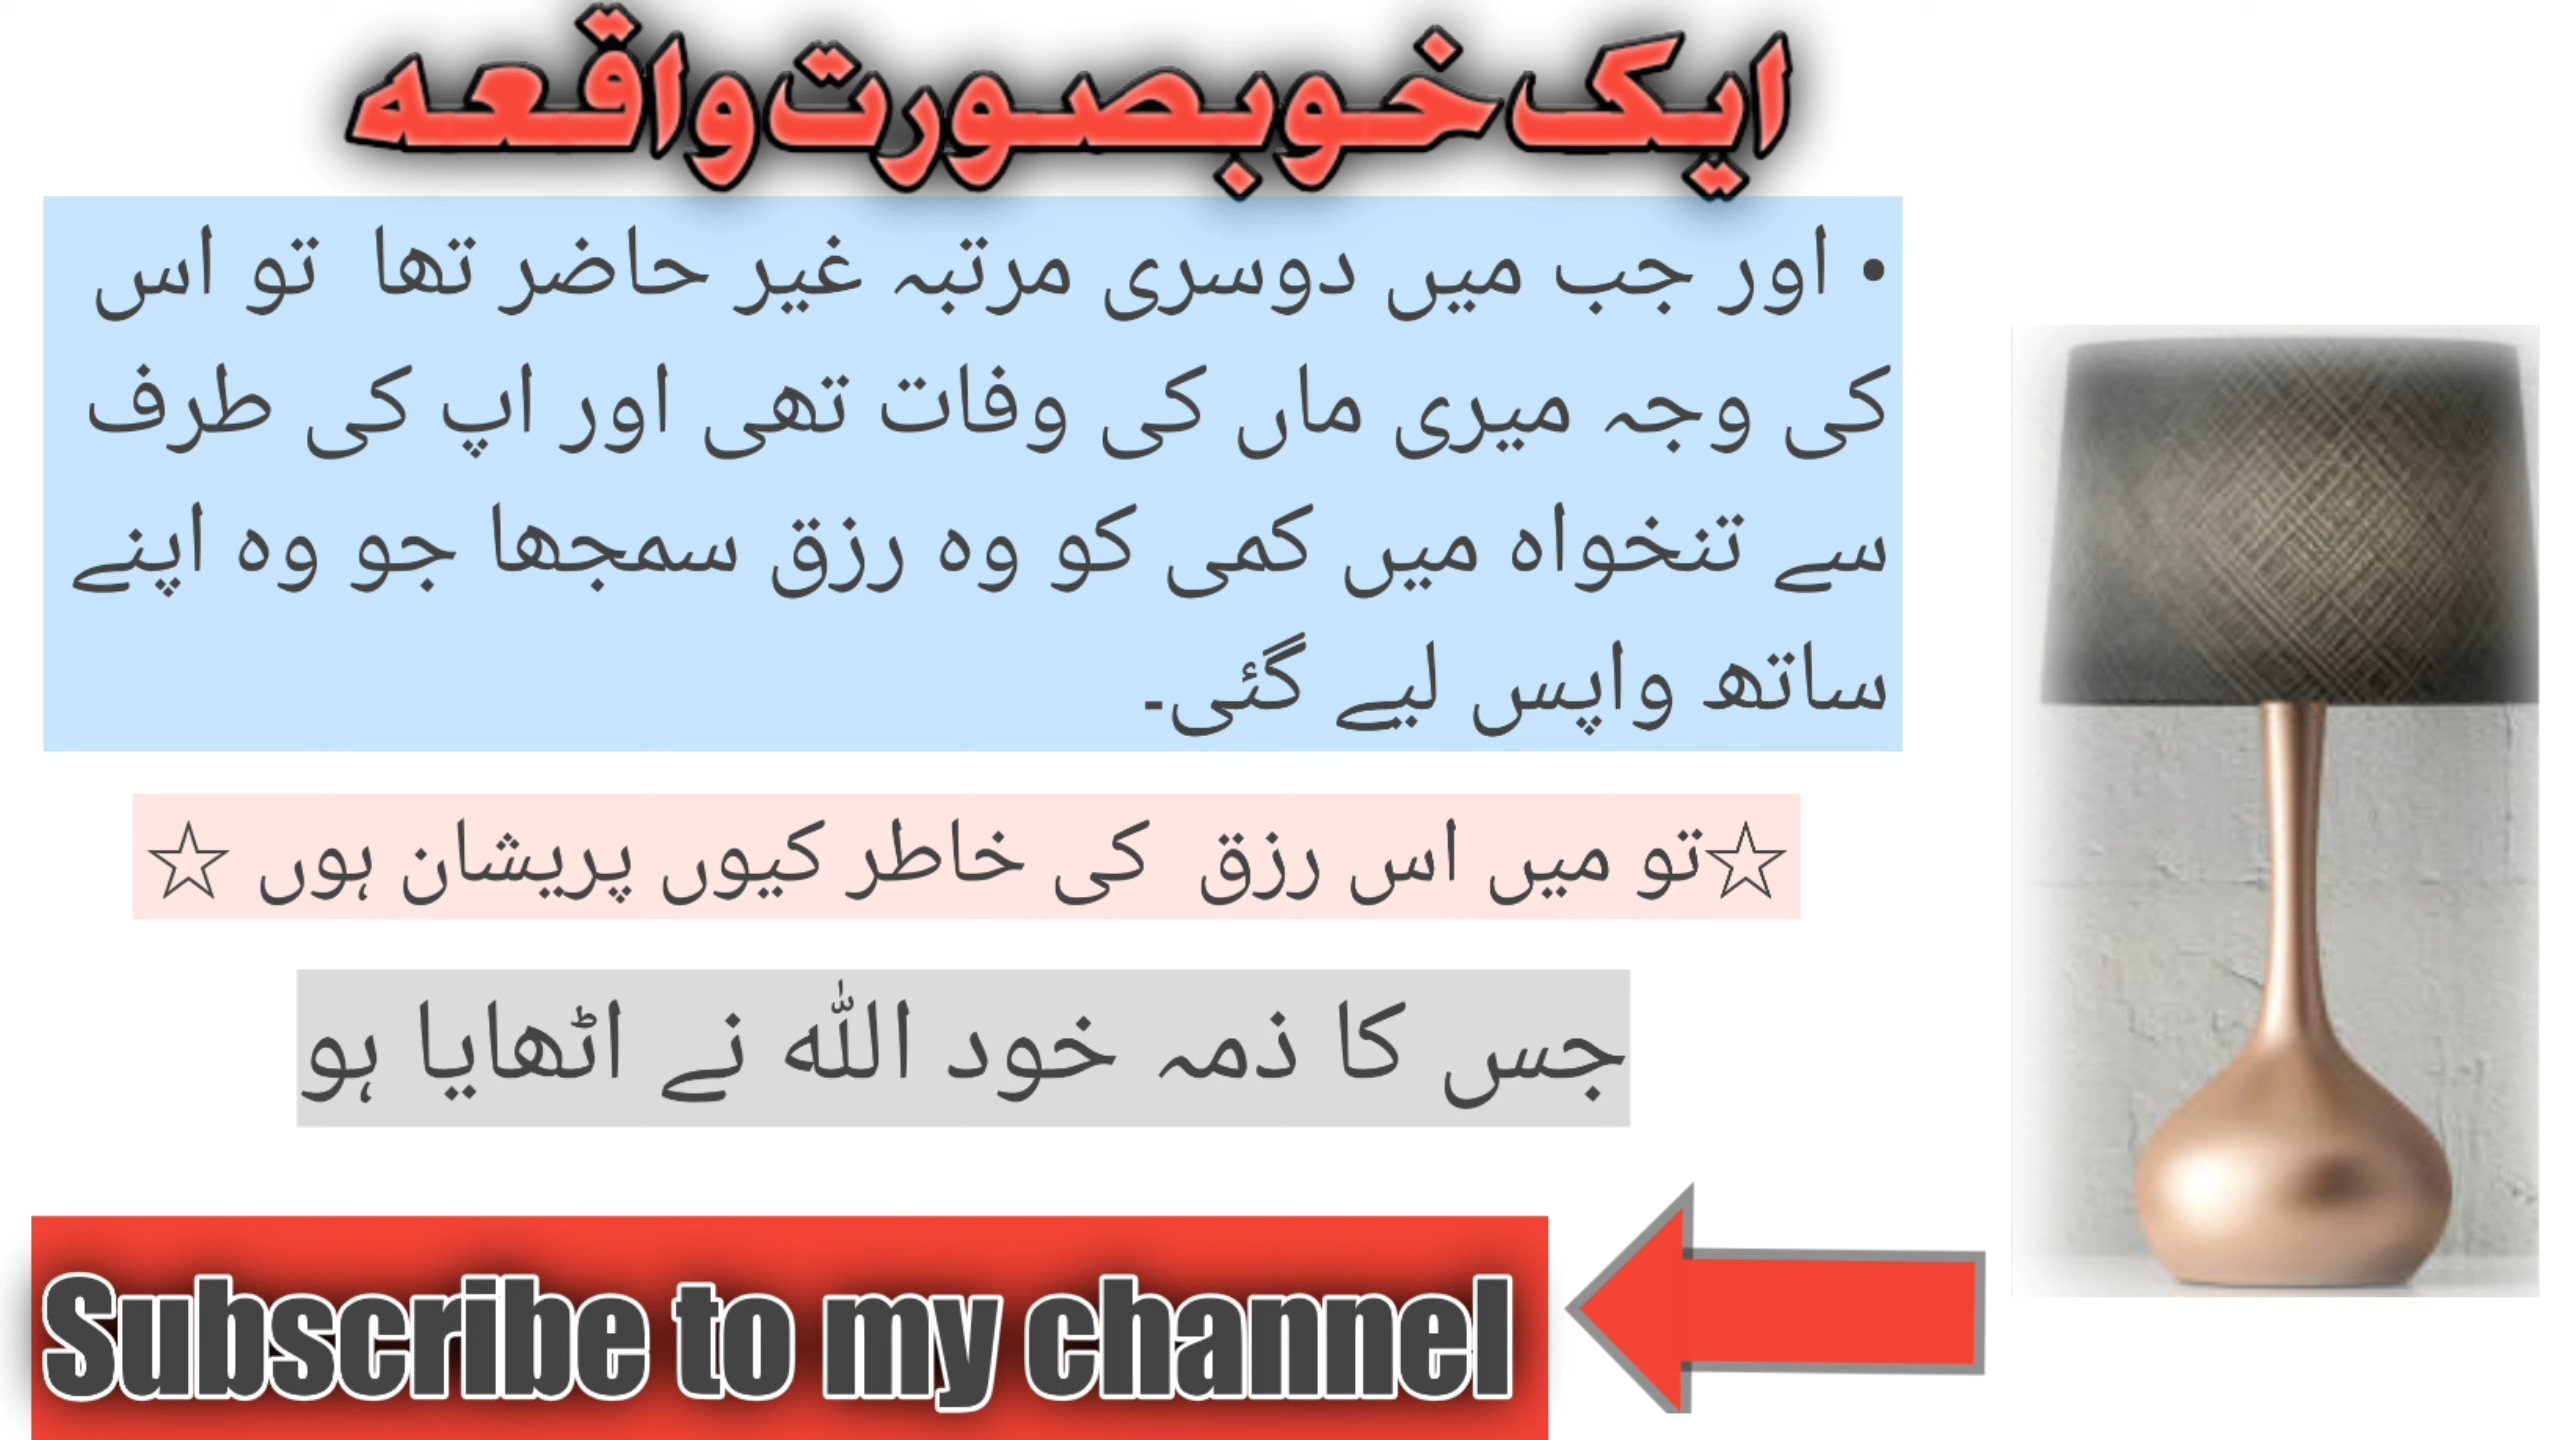 ایک خوبصورت واقعہ
• اور جب میں دوسری مرتبہ غیر حاضر تھا تو اس
کی وجہ میری ماں کی وفات تھی اور اپ کی طرف
سے تنخواہ میں کمی کو وہ رزق سمجھا جو وہ اپنے
ساتھ واپس لیے گئی۔
☆تو میں اس رزق کی خاطر کیوں پریشان ہوں ☆
جس کا ذمہ خود اللہ نے اٹھایا ہو
Subscribe to my channel